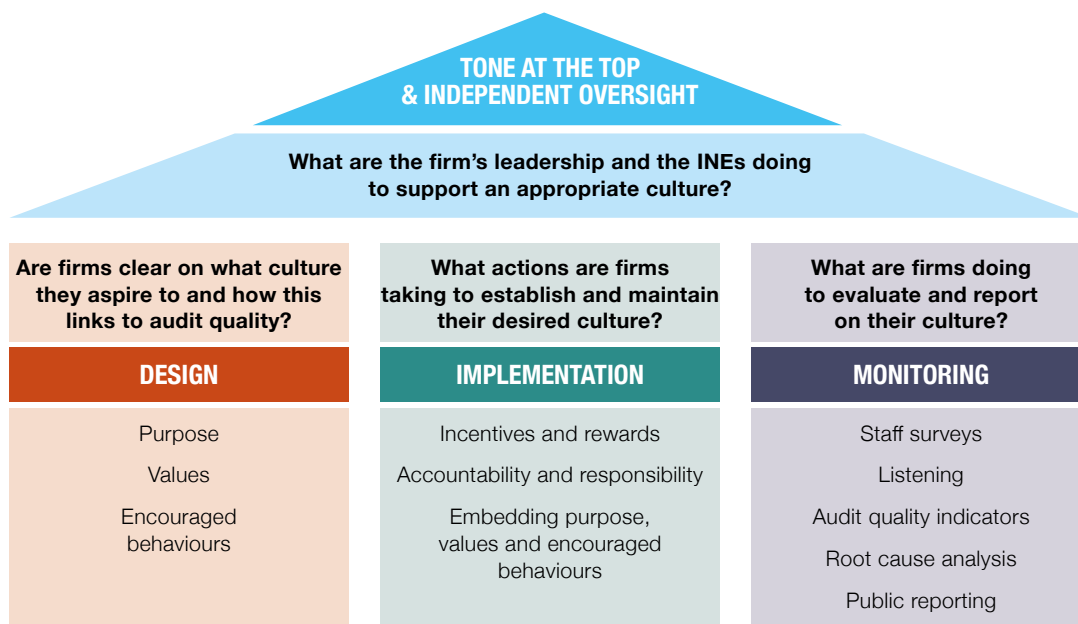 TONE AT THE TOP
& INDEPENDENT OVERSIGHT
What are the firm’s leadership and the INEs doing
to support an appropriate culture?
Are firms clear on what culture
they aspire to and how this
links to audit quality?
DESIGN
Purpose
Values
Encouraged
behaviours
What actions are firms
taking to establish and maintain
their desired culture?
IMPLEMENTATION
Incentives and rewards
Accountability and responsibility
Embedding purpose,
values and encouraged
behaviours
What are firms doing
to evaluate and report
on their culture?
MONITORING
Staff surveys
Listening
Audit quality indicators
Root cause analysis
Public reporting